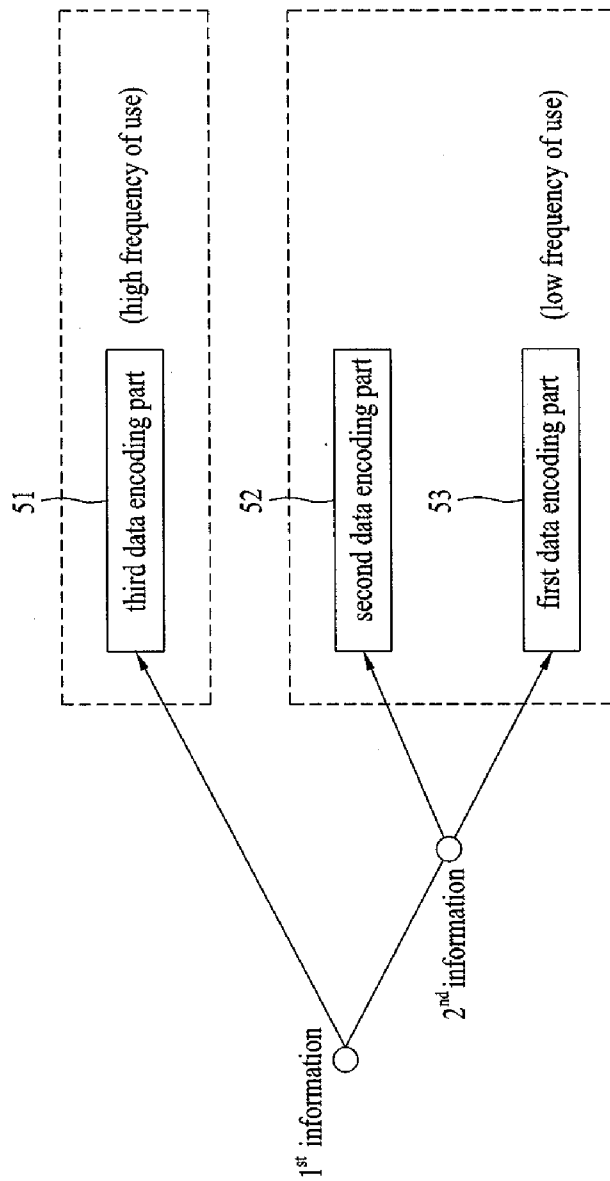 51
third data encoding part
(high frequency of use)
52
second data encoding part
53
first data encoding part
(low frequency of use)
1st information
2nd information